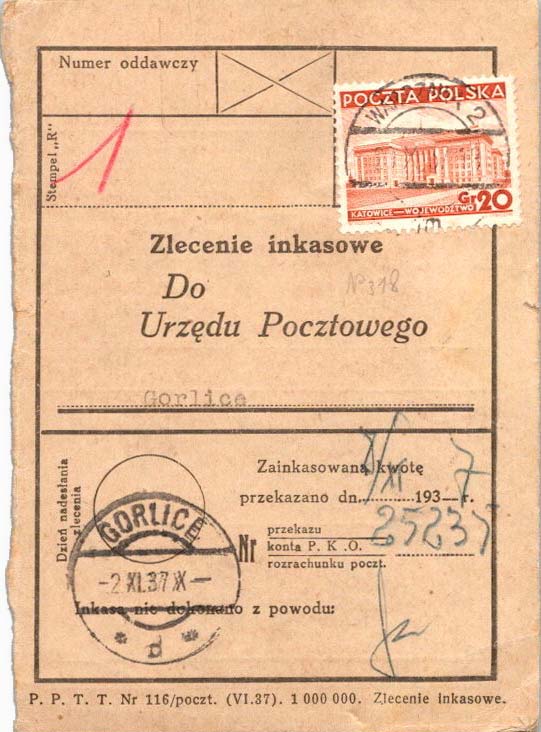 Numer oddawczy
POCZTA POLSKA
Gr 20
KATOWICE—WOJEWÓDZTWO
Stempel „R"
1
Zlecenie inkasowe
Do
Nº 318
Urzędu Pocztowego
Gorlice
Dzień nadesłania
zlecenia
Zainkasowaną kwotę
przekazano dn. 193 7 r.
Nr przekazu
konta P. K. O.
rozrachunku poczt.
GORLICE
-2 XI.37
d
Inkasa nie dokonano z powodu:
P. P. T. T. Nr 116/poczt. (VI.37). 1 000 000. Zlecenie inkasowe.